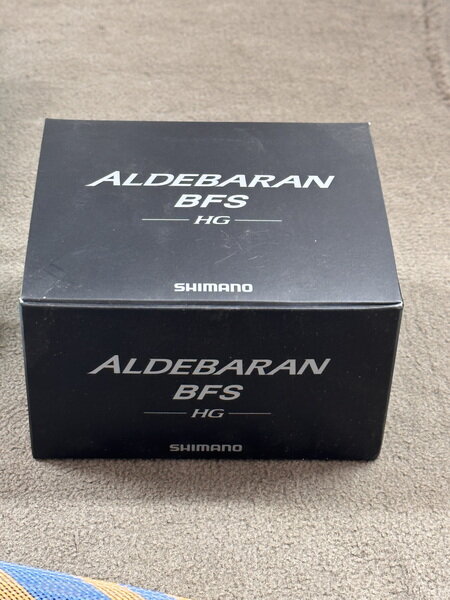 ALDEBARAN
BFS
HG
SHIMANO
ALDEBARAN
BFS
HG
SHIMANO